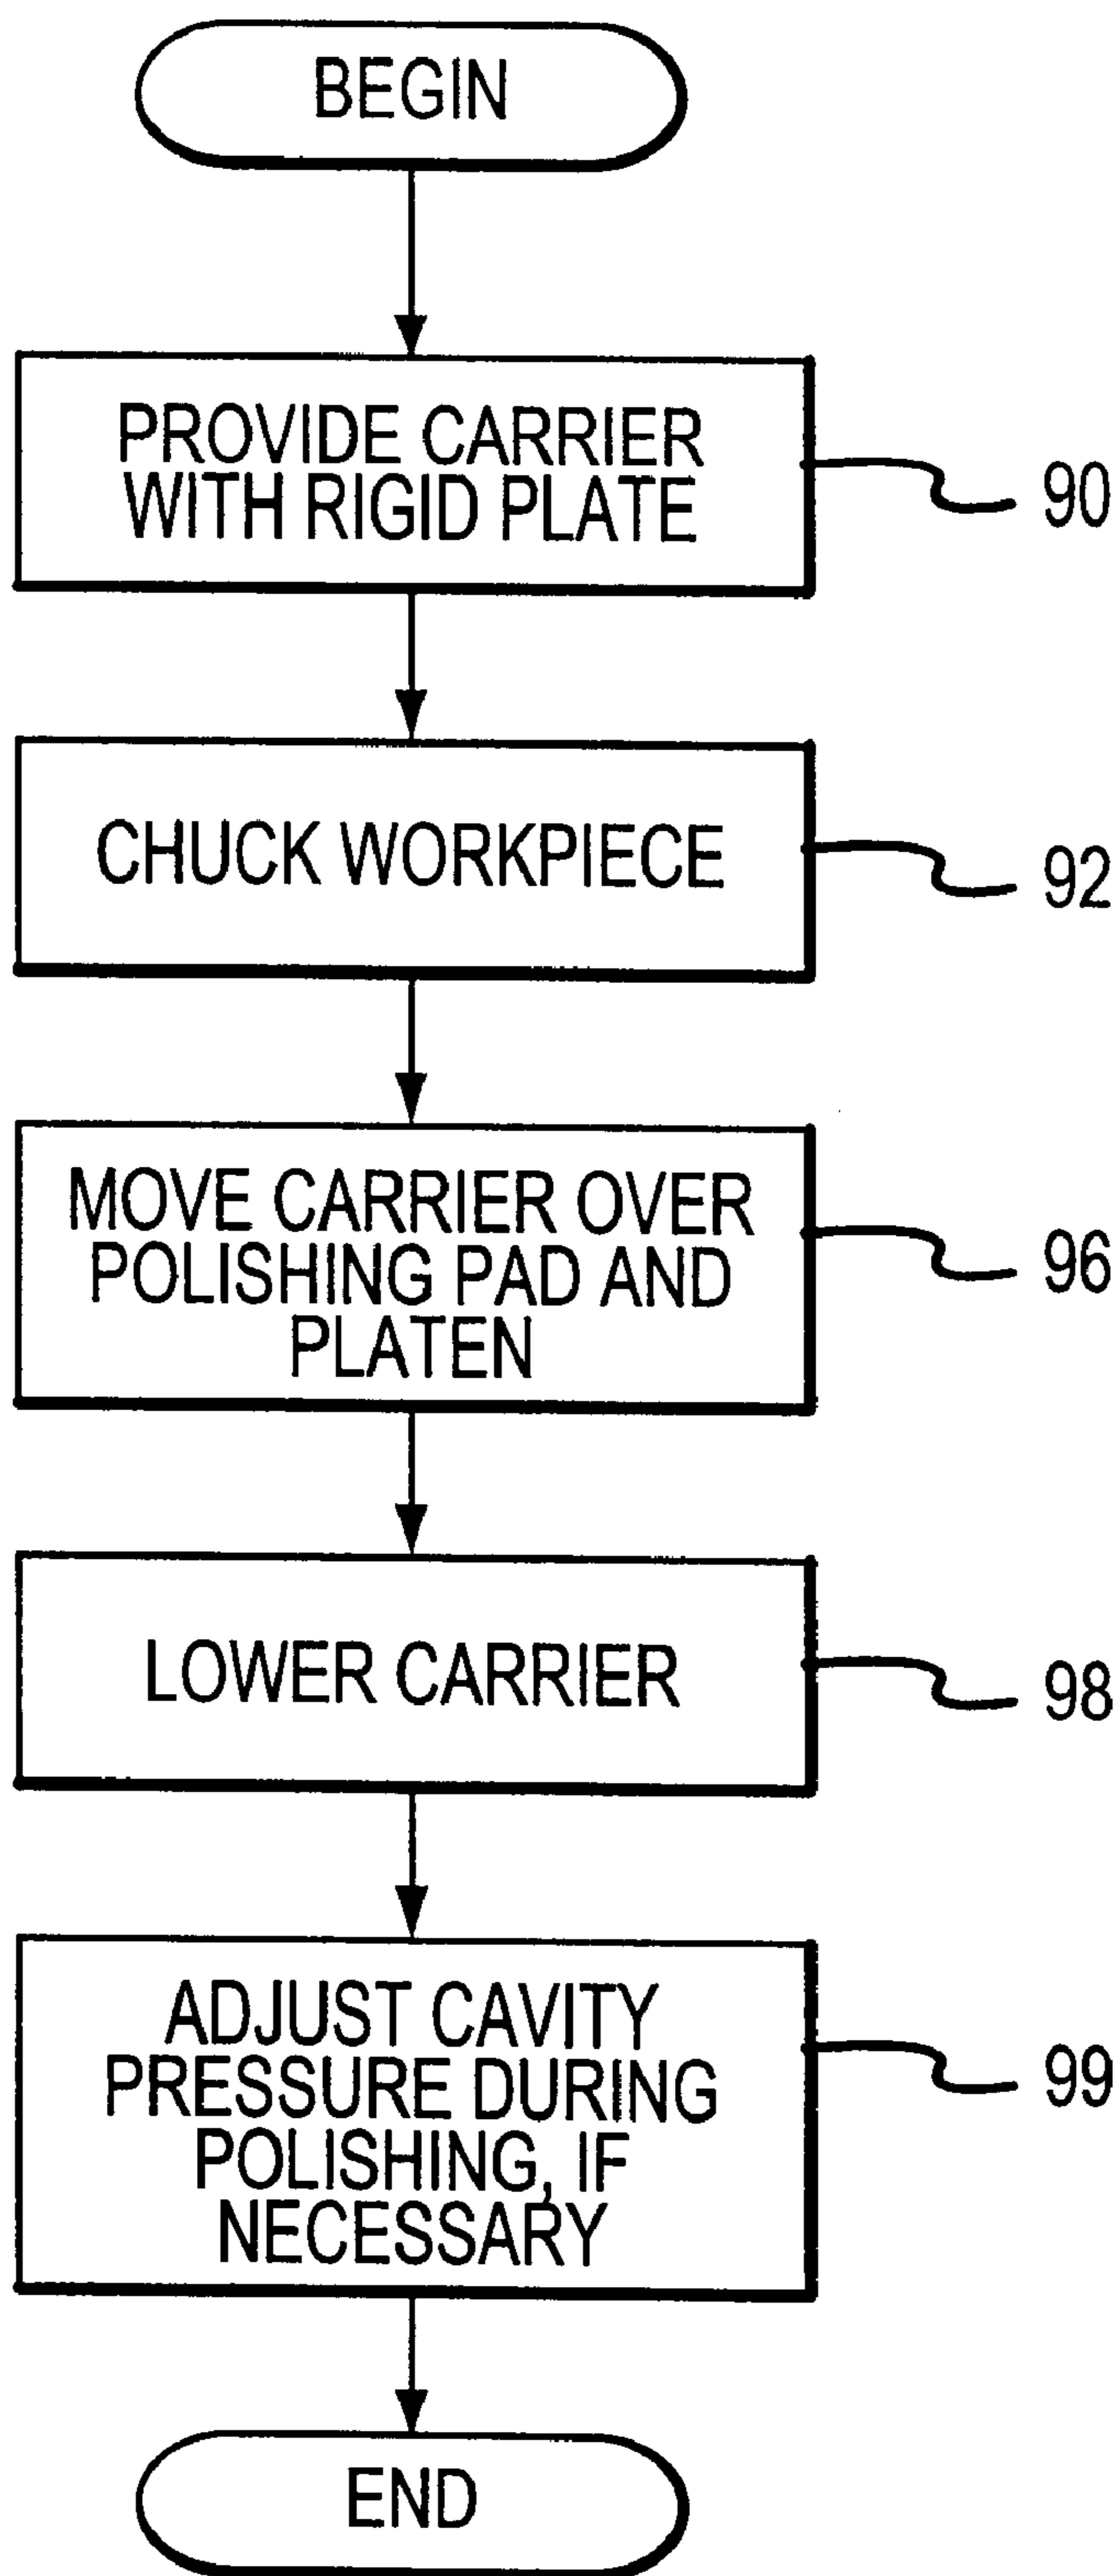 BEGIN
PROVIDE CARRIER
WITH RIGID PLATE
90
CHUCK WORKPIECE
92
MOVE CARRIER OVER
POLISHING PAD AND
PLATEN
96
LOWER CARRIER
98
ADJUST CAVITY
PRESSURE DURING
POLISHING, IF
NECESSARY
99
END